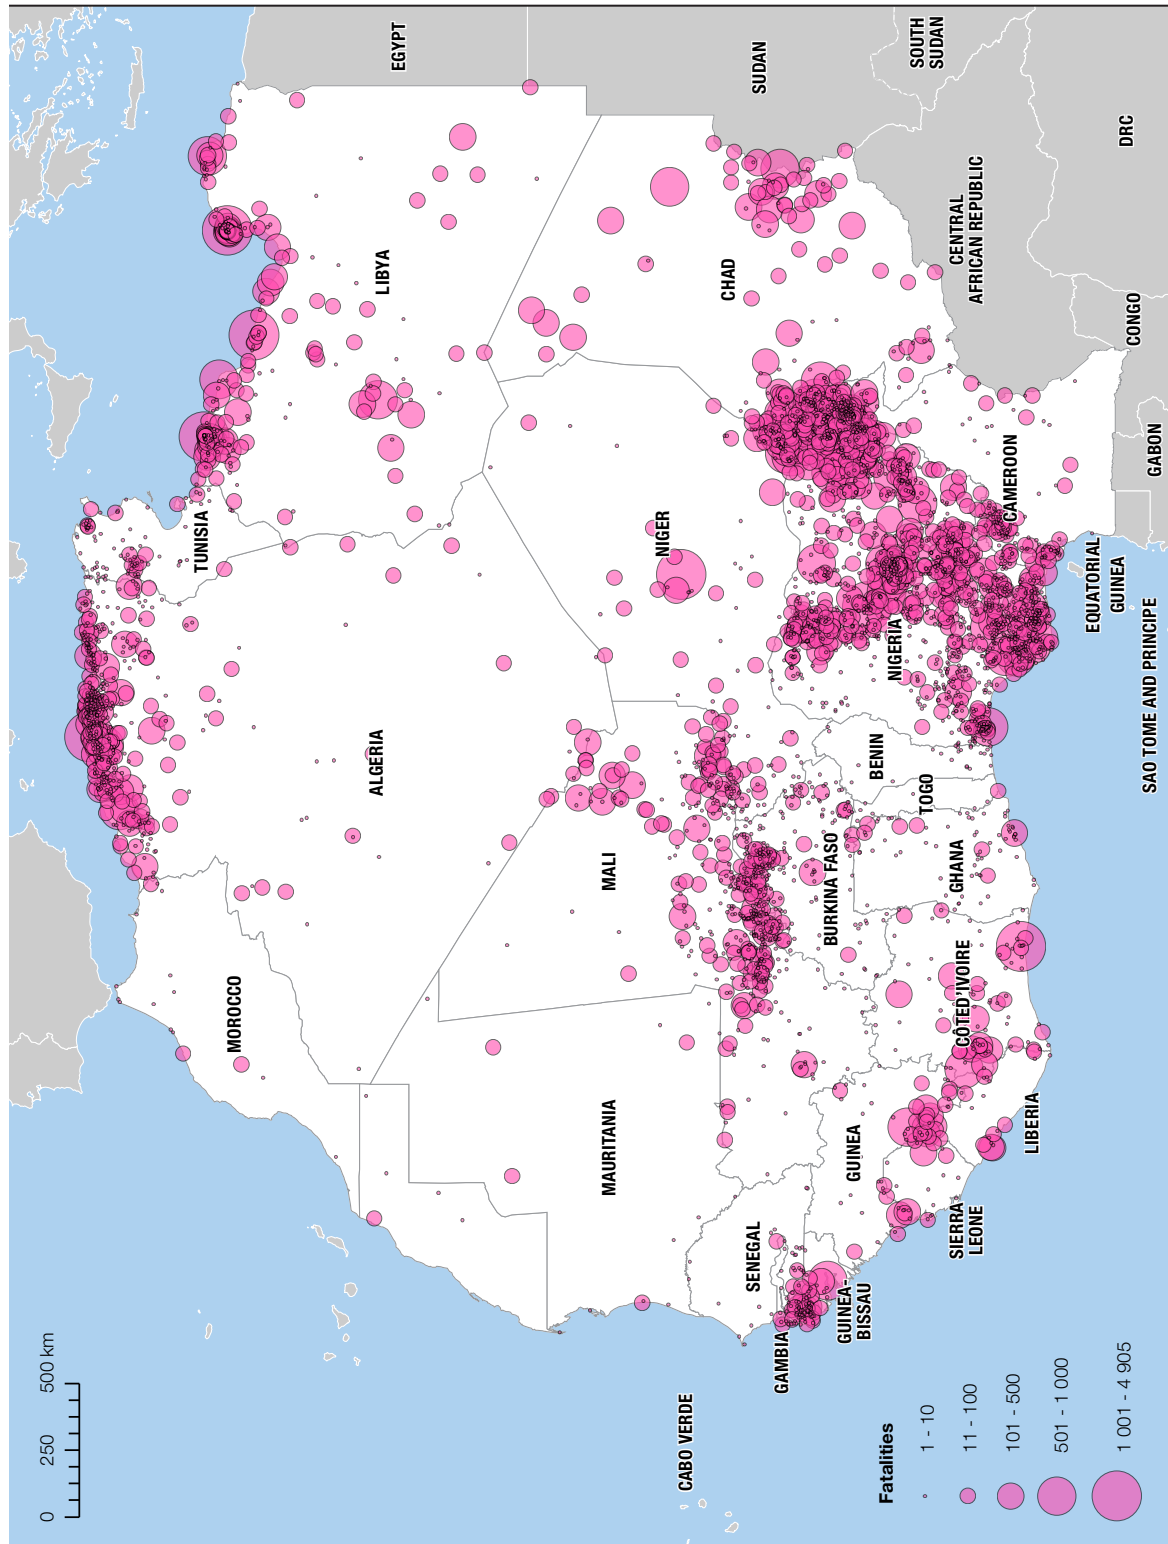 0 250 500 km
EGYPT
TUNISIA
MOROCCO
LIBYA
ALGERIA
SUDAN
SOUTH
SUDAN
MALI
NIGER
CHAD
MAURITANIA
CENTRAL
AFRICAN REPUBLIC
DRC
CABO VERDE
SENEGAL
GAMBIA
GUINEA-
BISSAU
GUINEA
BURKINA FASO
BENIN
NIGERIA
TOGO
GHANA
CÔTE D'IVOIRE
SIERRA
LEONE
LIBERIA
CAMEROON
CONGO
GABON
EQUATORIAL
GUINEA
SAO TOME AND PRINCIPE
Fatalities
1 - 10
11 - 100
101 - 500
501 - 1 000
1 001 - 4 905